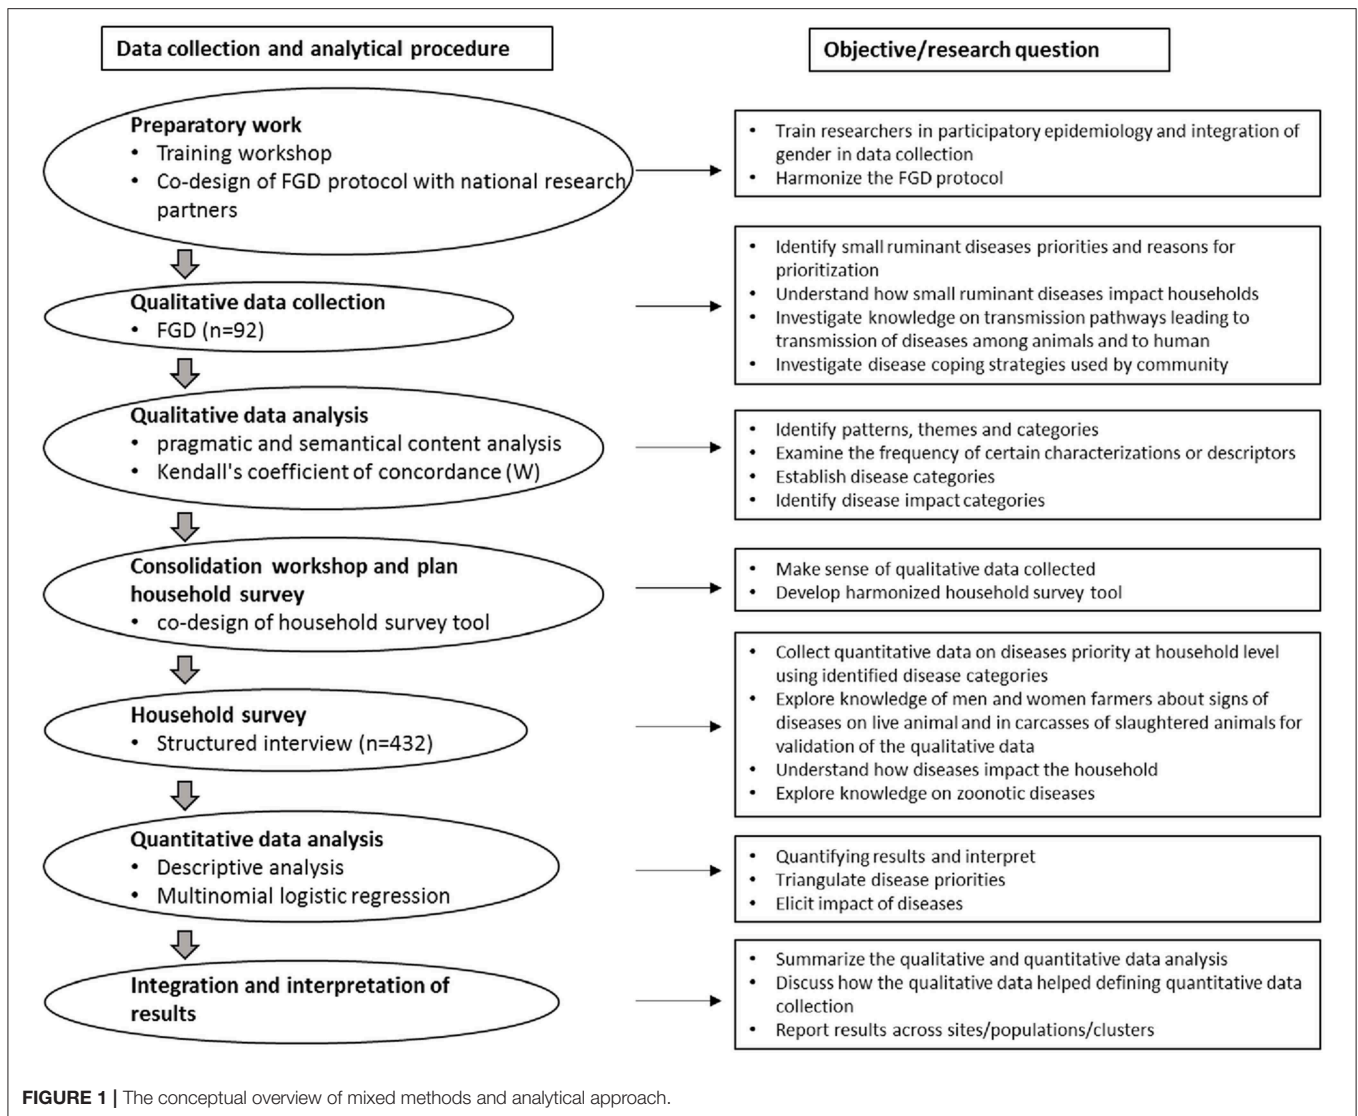 Data collection and analytical procedure
Objective/research question
Preparatory work
• Training workshop
• Co-design of FGD protocol with national research
partners
• Train researchers in participatory epidemiology and integration of
gender in data collection
• Harmonize the FGD protocol
Qualitative data collection
• FGD (n=92)
• Identify small ruminant diseases priorities and reasons for
prioritization
• Understand how small ruminant diseases impact households
• Investigate knowledge on transmission pathways leading to
transmission of diseases among animals and to human
• Investigate disease coping strategies used by community
Qualitative data analysis
• pragmatic and semantical content analysis
• Kendall's coefficient of concordance (W)
• Identify patterns, themes and categories
• Examine the frequency of certain characterizations or descriptors
• Establish disease categories
• Identify disease impact categories
Consolidation workshop and plan
household survey
• co-design of household survey tool
• Make sense of qualitative data collected
• Develop harmonized household survey tool
Household survey
• Structured interview (n=432)
• Collect quantitative data on diseases priority at household level
using identified disease categories
• Explore knowledge of men and women farmers about signs of
diseases on live animal and in carcasses of slaughtered animals for
validation of the qualitative data
• Understand how diseases impact the household
• Explore knowledge on zoonotic diseases
Quantitative data analysis
• Descriptive analysis
• Multinomial logistic regression
• Quantifying results and interpret
• Triangulate disease priorities
• Elicit impact of diseases
Integration and interpretation of
results
• Summarize the qualitative and quantitative data analysis
• Discuss how the qualitative data helped defining quantitative data
collection
• Report results across sites/populations/clusters
FIGURE 1 | The conceptual overview of mixed methods and analytical approach.